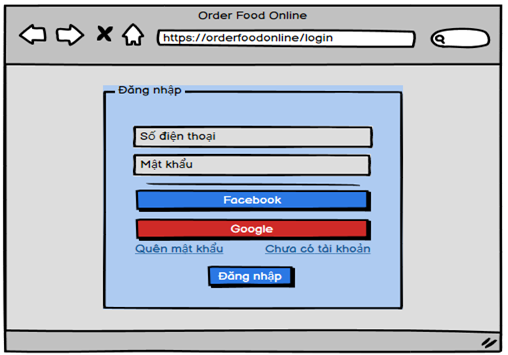 Order Food Online
https://orderfoodonline/login
Đăng nhập
Số điện thoại
Mật khẩu
Facebook
Google
Quên mật khẩu Chưa có tài khoản
Đăng nhập